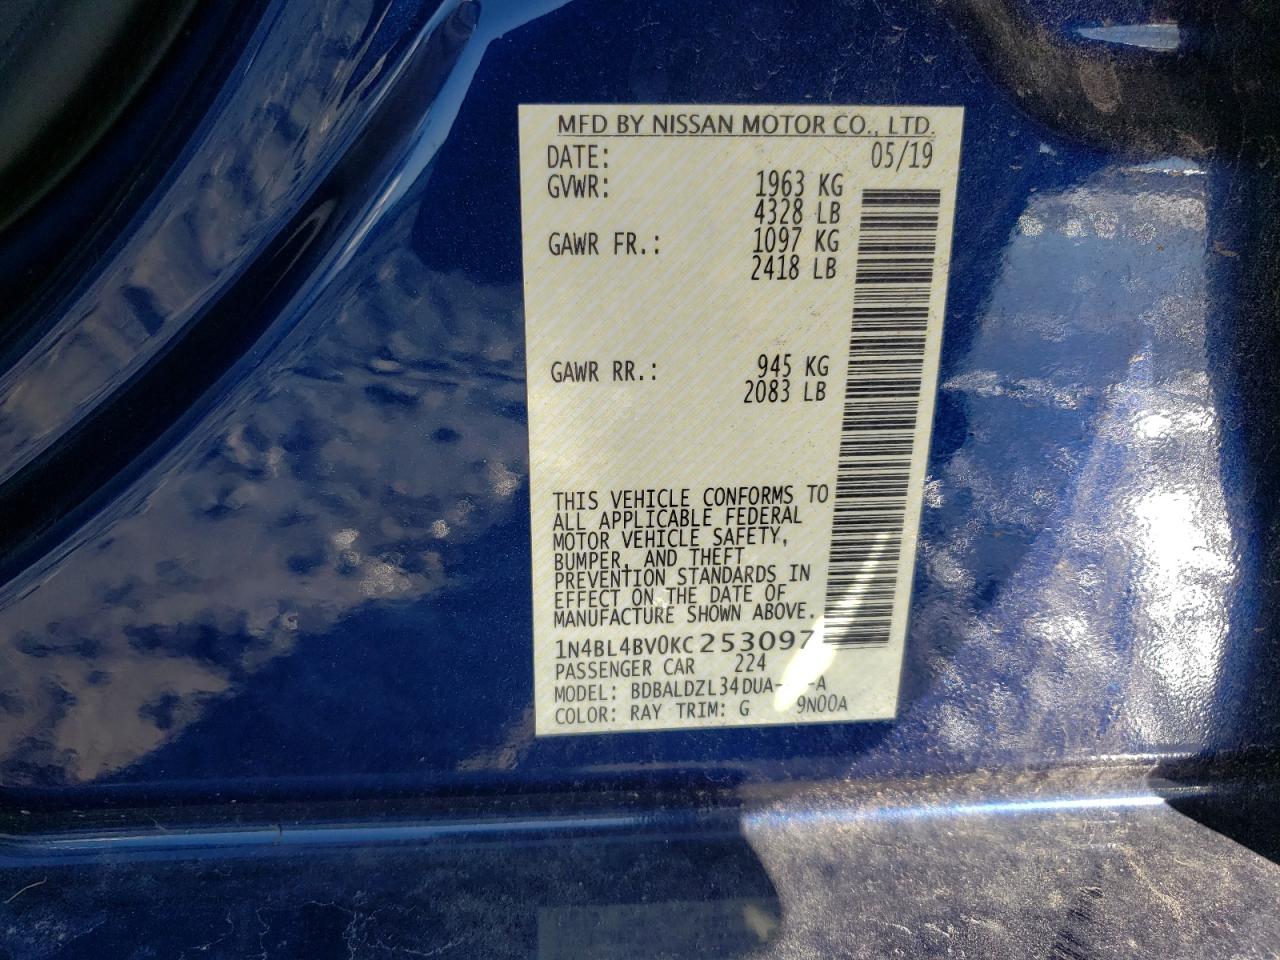 MFD BY NISSAN MOTOR CO., LTD.
DATE: 05/19
GVWR: 1963 KG
4328 LB
GAWR FR.: 1097 KG
2418 LB
GAWR RR.: 945 KG
2083 LB
THIS VEHICLE CONFORMS TO
ALL APPLICABLE FEDERAL
MOTOR VEHICLE SAFETY,
BUMPER, AND THEFT
PREVENTION STANDARDS IN
EFFECT ON THE DATE OF
MANUFACTURE SHOWN ABOVE.
1N4BL4BV0KC253097
PASSENGER CAR 224
MODEL:
COLOR: RAY TRIM: G 9N00A